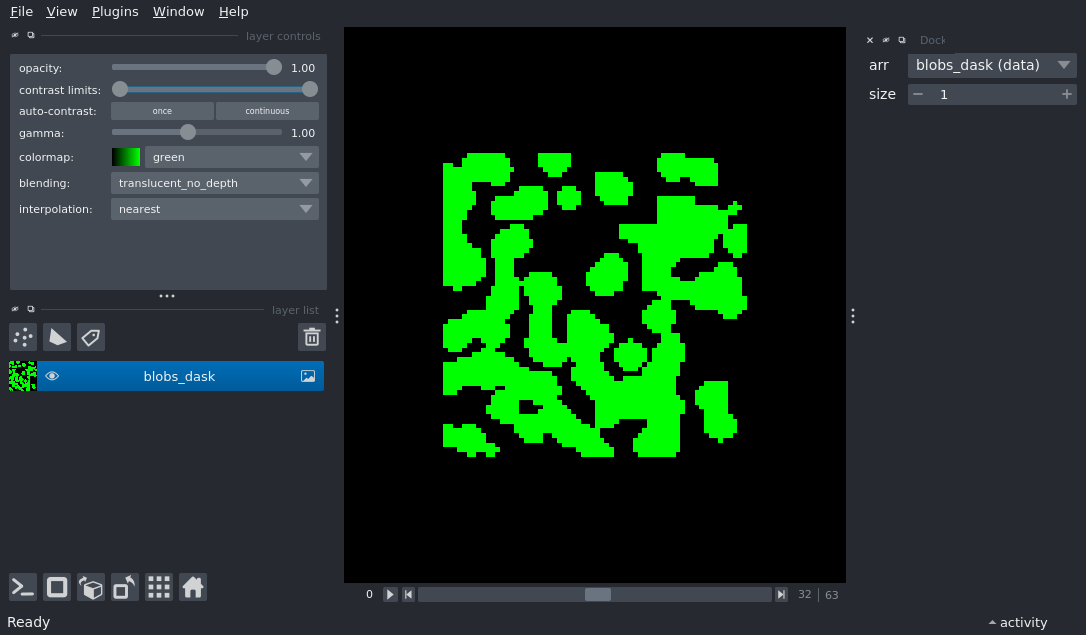 File View Plugins Window Help
layer controls
opacity: 1.00
contrast limits:
auto-contrast: once continuous
gamma: 1.00
colormap: green
blending: translucent_no_depth
interpolation: nearest
layer list
blobs_dask
0 32 63
Dock
arr blobs_dask (data)
size 1
Ready
activity